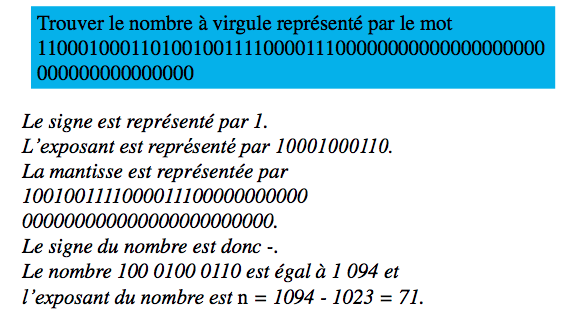 Trouver le nombre à virgule représenté par le mot
1100010001101001001111000011100000000000000000000
000000000000000
Le signe est représenté par 1.
L'exposant est représenté par 10001000110.
La mantisse est représentée par
1001001111000011100000000000
000000000000000000000000.
Le signe du nombre est donc -.
Le nombre 100 0100 0110 est égal à 1 094 et
l'exposant du nombre est n = 1094 - 1023 = 71.